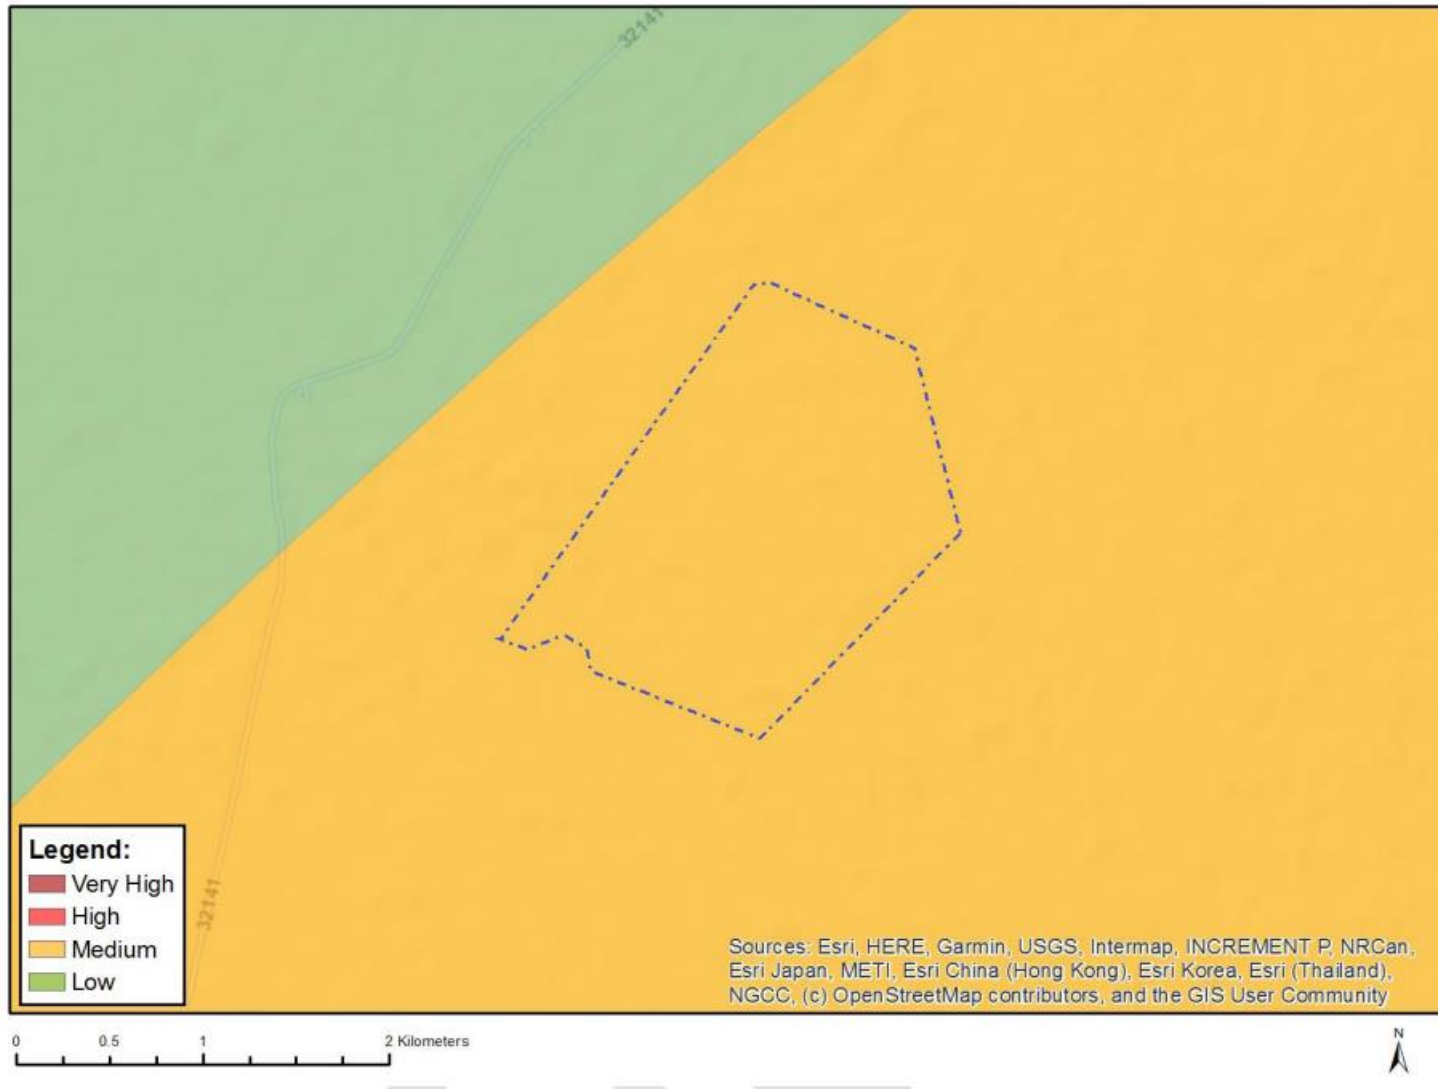 32141
32141
Legend:
Very High
High
Medium
Low
Sources: Esri, HERE, Garmin, USGS, Intermap, INCREMENT P, NRCan,
Esri Japan, METI, Esri China (Hong Kong), Esri Korea, Esri (Thailand),
NGCC, (c) OpenStreetMap contributors, and the GIS User Community
0 0.5 1 2 Kilometers
N